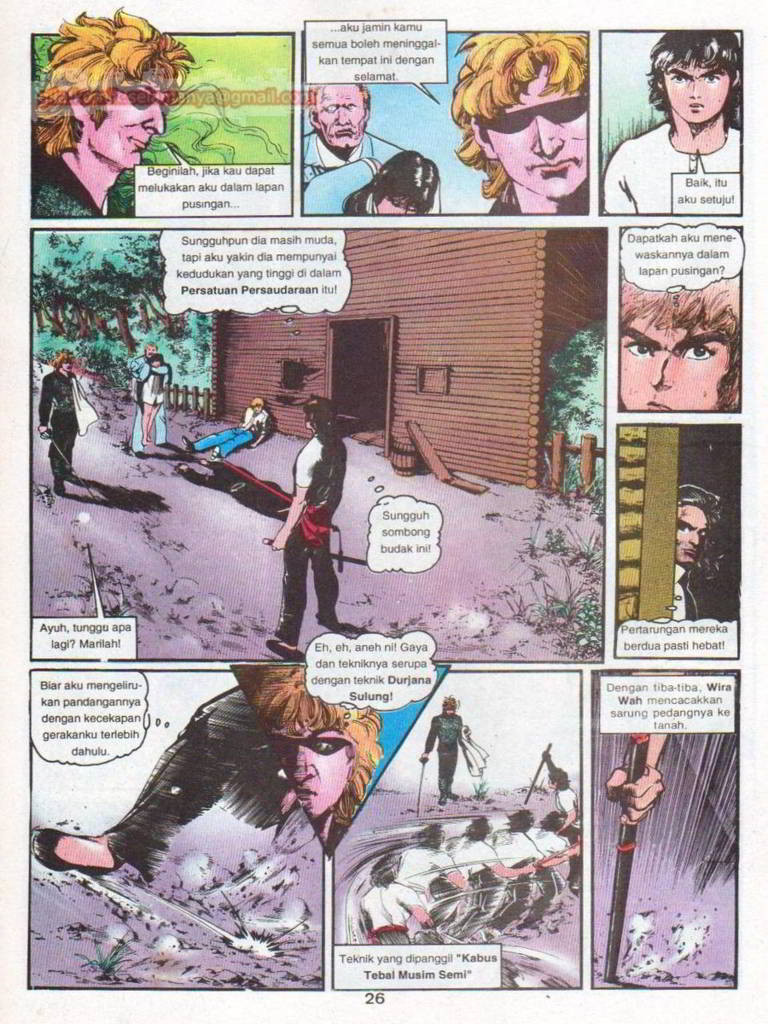 Beginilah, jika kau dapat
melukakan aku dalam lapan
pusingan...
...aku jamin kamu
semua boleh meninggal-
kan tempat ini dengan
selamat.
Baik, itu
aku setuju!
Sungguhpun dia masih muda,
tapi aku yakin dia mempunyai
kedudukan yang tinggi di dalam
Persatuan Persaudaraan itu!
Sungguh
sombong
budak ini!
Ayuh, tunggu apa
lagi? Marilah!
Dapatkah aku mene-
waskannya dalam
lapan pusingan?
Pertarungan mereka
berdua pasti hebat!
Biar aku mengeliru-
kan pandangannya
dengan kecekapan
gerakanku terlebih
dahulu.
Eh, eh, aneh ni! Gaya
dan tekniknya serupa
dengan teknik Durjana
Sulung!
Teknik yang dipanggil "Kabus
Tebal Musim Semi"
Dengan tiba-tiba, Wira
Wah mencacakkan
sarung pedangnya ke
tanah.
26